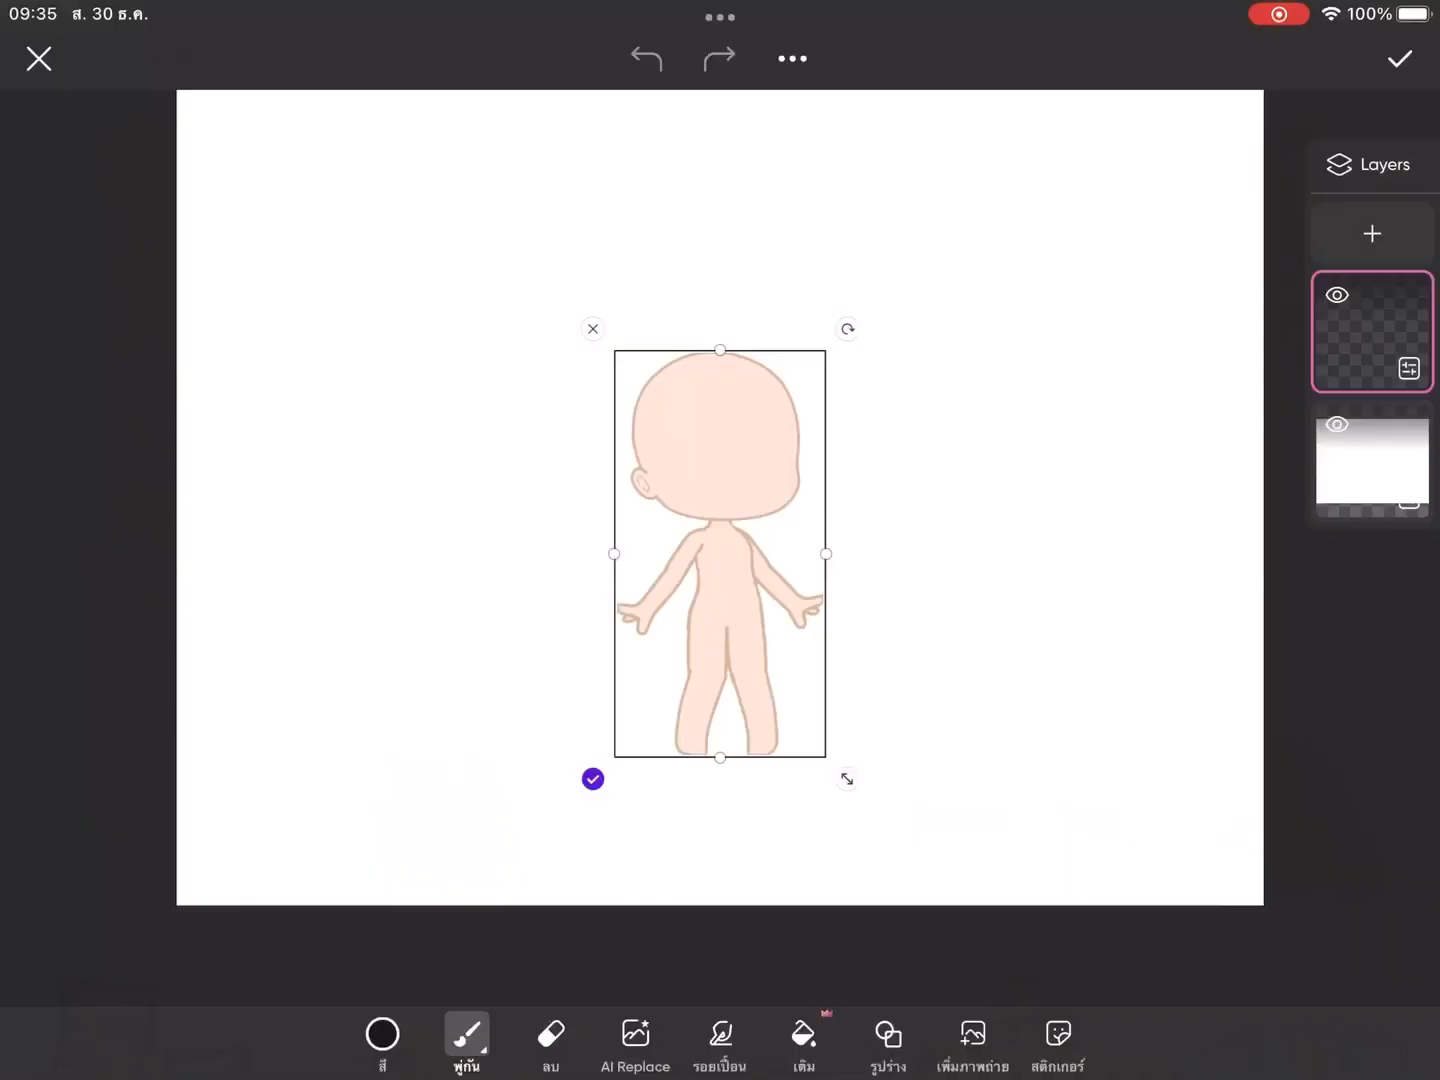 09:35 ส. 30 ธ.ค.
100%
Layers
สี
พู่กัน
ลบ
AI Replace
รอยเปื้อน
เติม
รูปร่าง
เพิ่มภาพถ่าย
สติกเกอร์